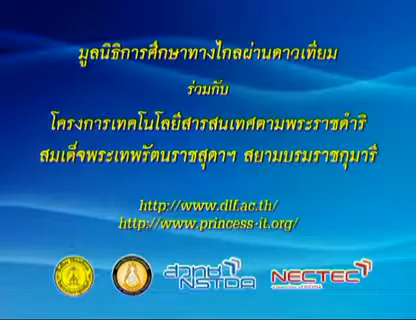 มูลนิธิการศึกษาทางไกลผ่านดาวเทียม
ร่วมกับ
โครงการเทคโนโลยีสารสนเทศตามพระราชดำริ
สมเด็จพระเทพรัตนราชสุดาฯ สยามบรมราชกุมารี
http://www.dlf.ac.th/
http://www.princess-it.org/
สวทช
NSTDA
NECTEC